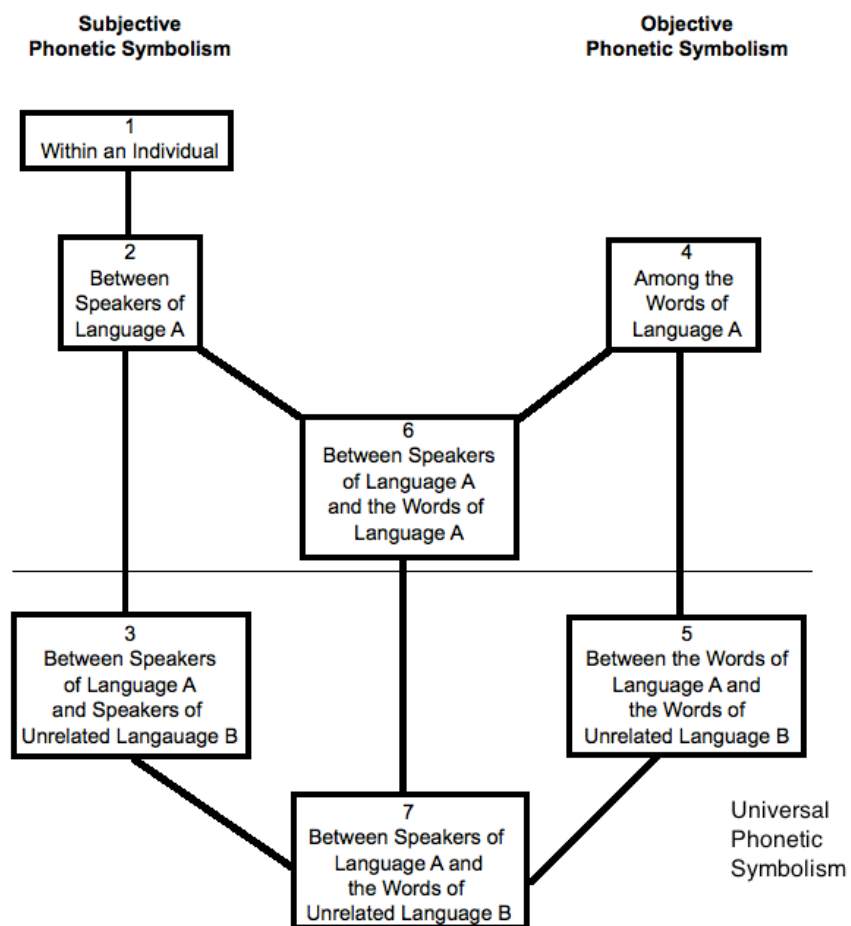 Subjective
Phonetic Symbolism
Objective
Phonetic Symbolism
1
Within an Individual
2
Between
Speakers of
Language A
4
Among the
Words of
Language A
6
Between Speakers
of Language A
and the Words of
Language A
3
Between Speakers
of Language A
and Speakers of
Unrelated Langauage B
5
Between the Words of
Language A and
the Words of
Unrelated Language B
7
Between Speakers of
Language A and
the Words of
Unrelated Language B
Universal
Phonetic
Symbolism